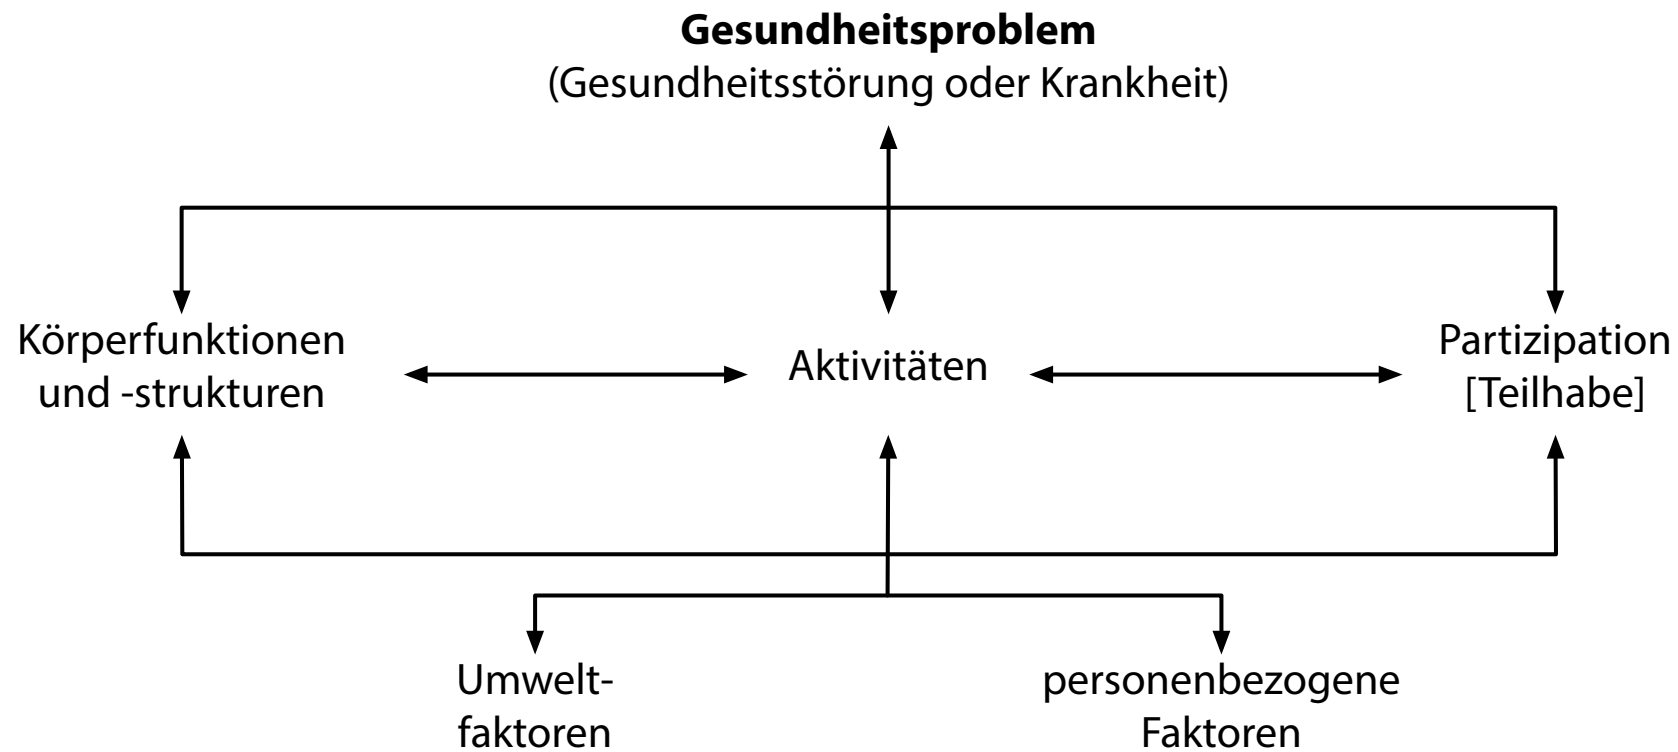 Gesundheitsproblem
(Gesundheitsstörung oder Krankheit)
Körperfunktionen
und -strukturen
Aktivitäten
Partizipation
[Teilhabe]
Umwelt-
faktoren
personenbezogene
Faktoren